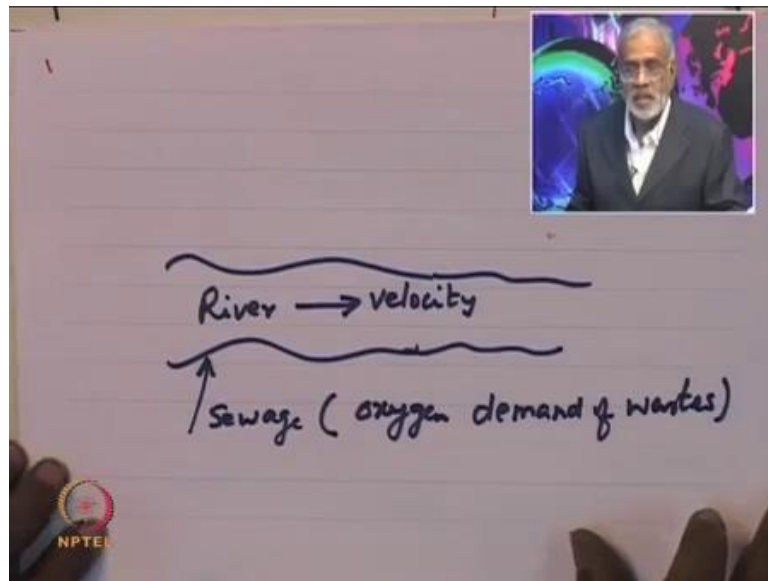 River → velocity
Sewage ( oxygen demand of wastes)
NPTEL